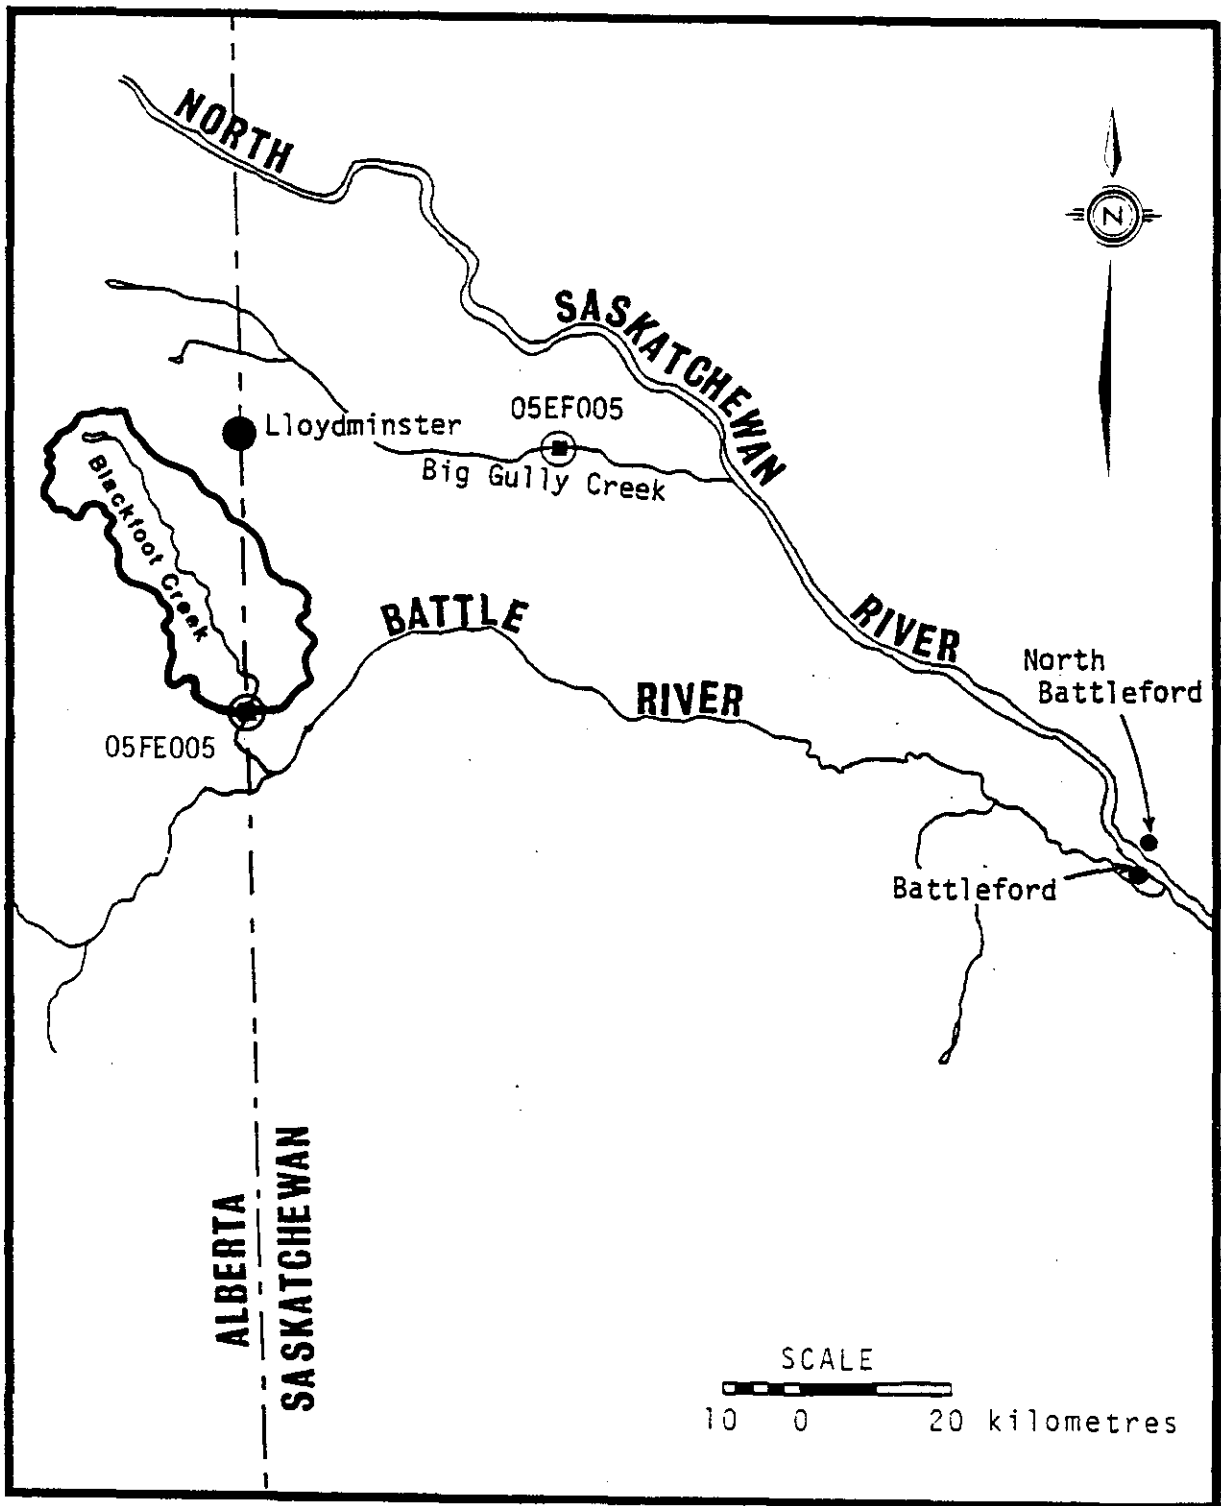 NORTH
SASKATCHEWAN
RIVER
N
Lloydminster
05EF005
Big Gully Creek
Blackfoot Creek
BATTLE
RIVER
North
Battleford
05FE005
Battleford
ALBERTA
SASKATCHEWAN
SCALE
10 0 20 kilometres